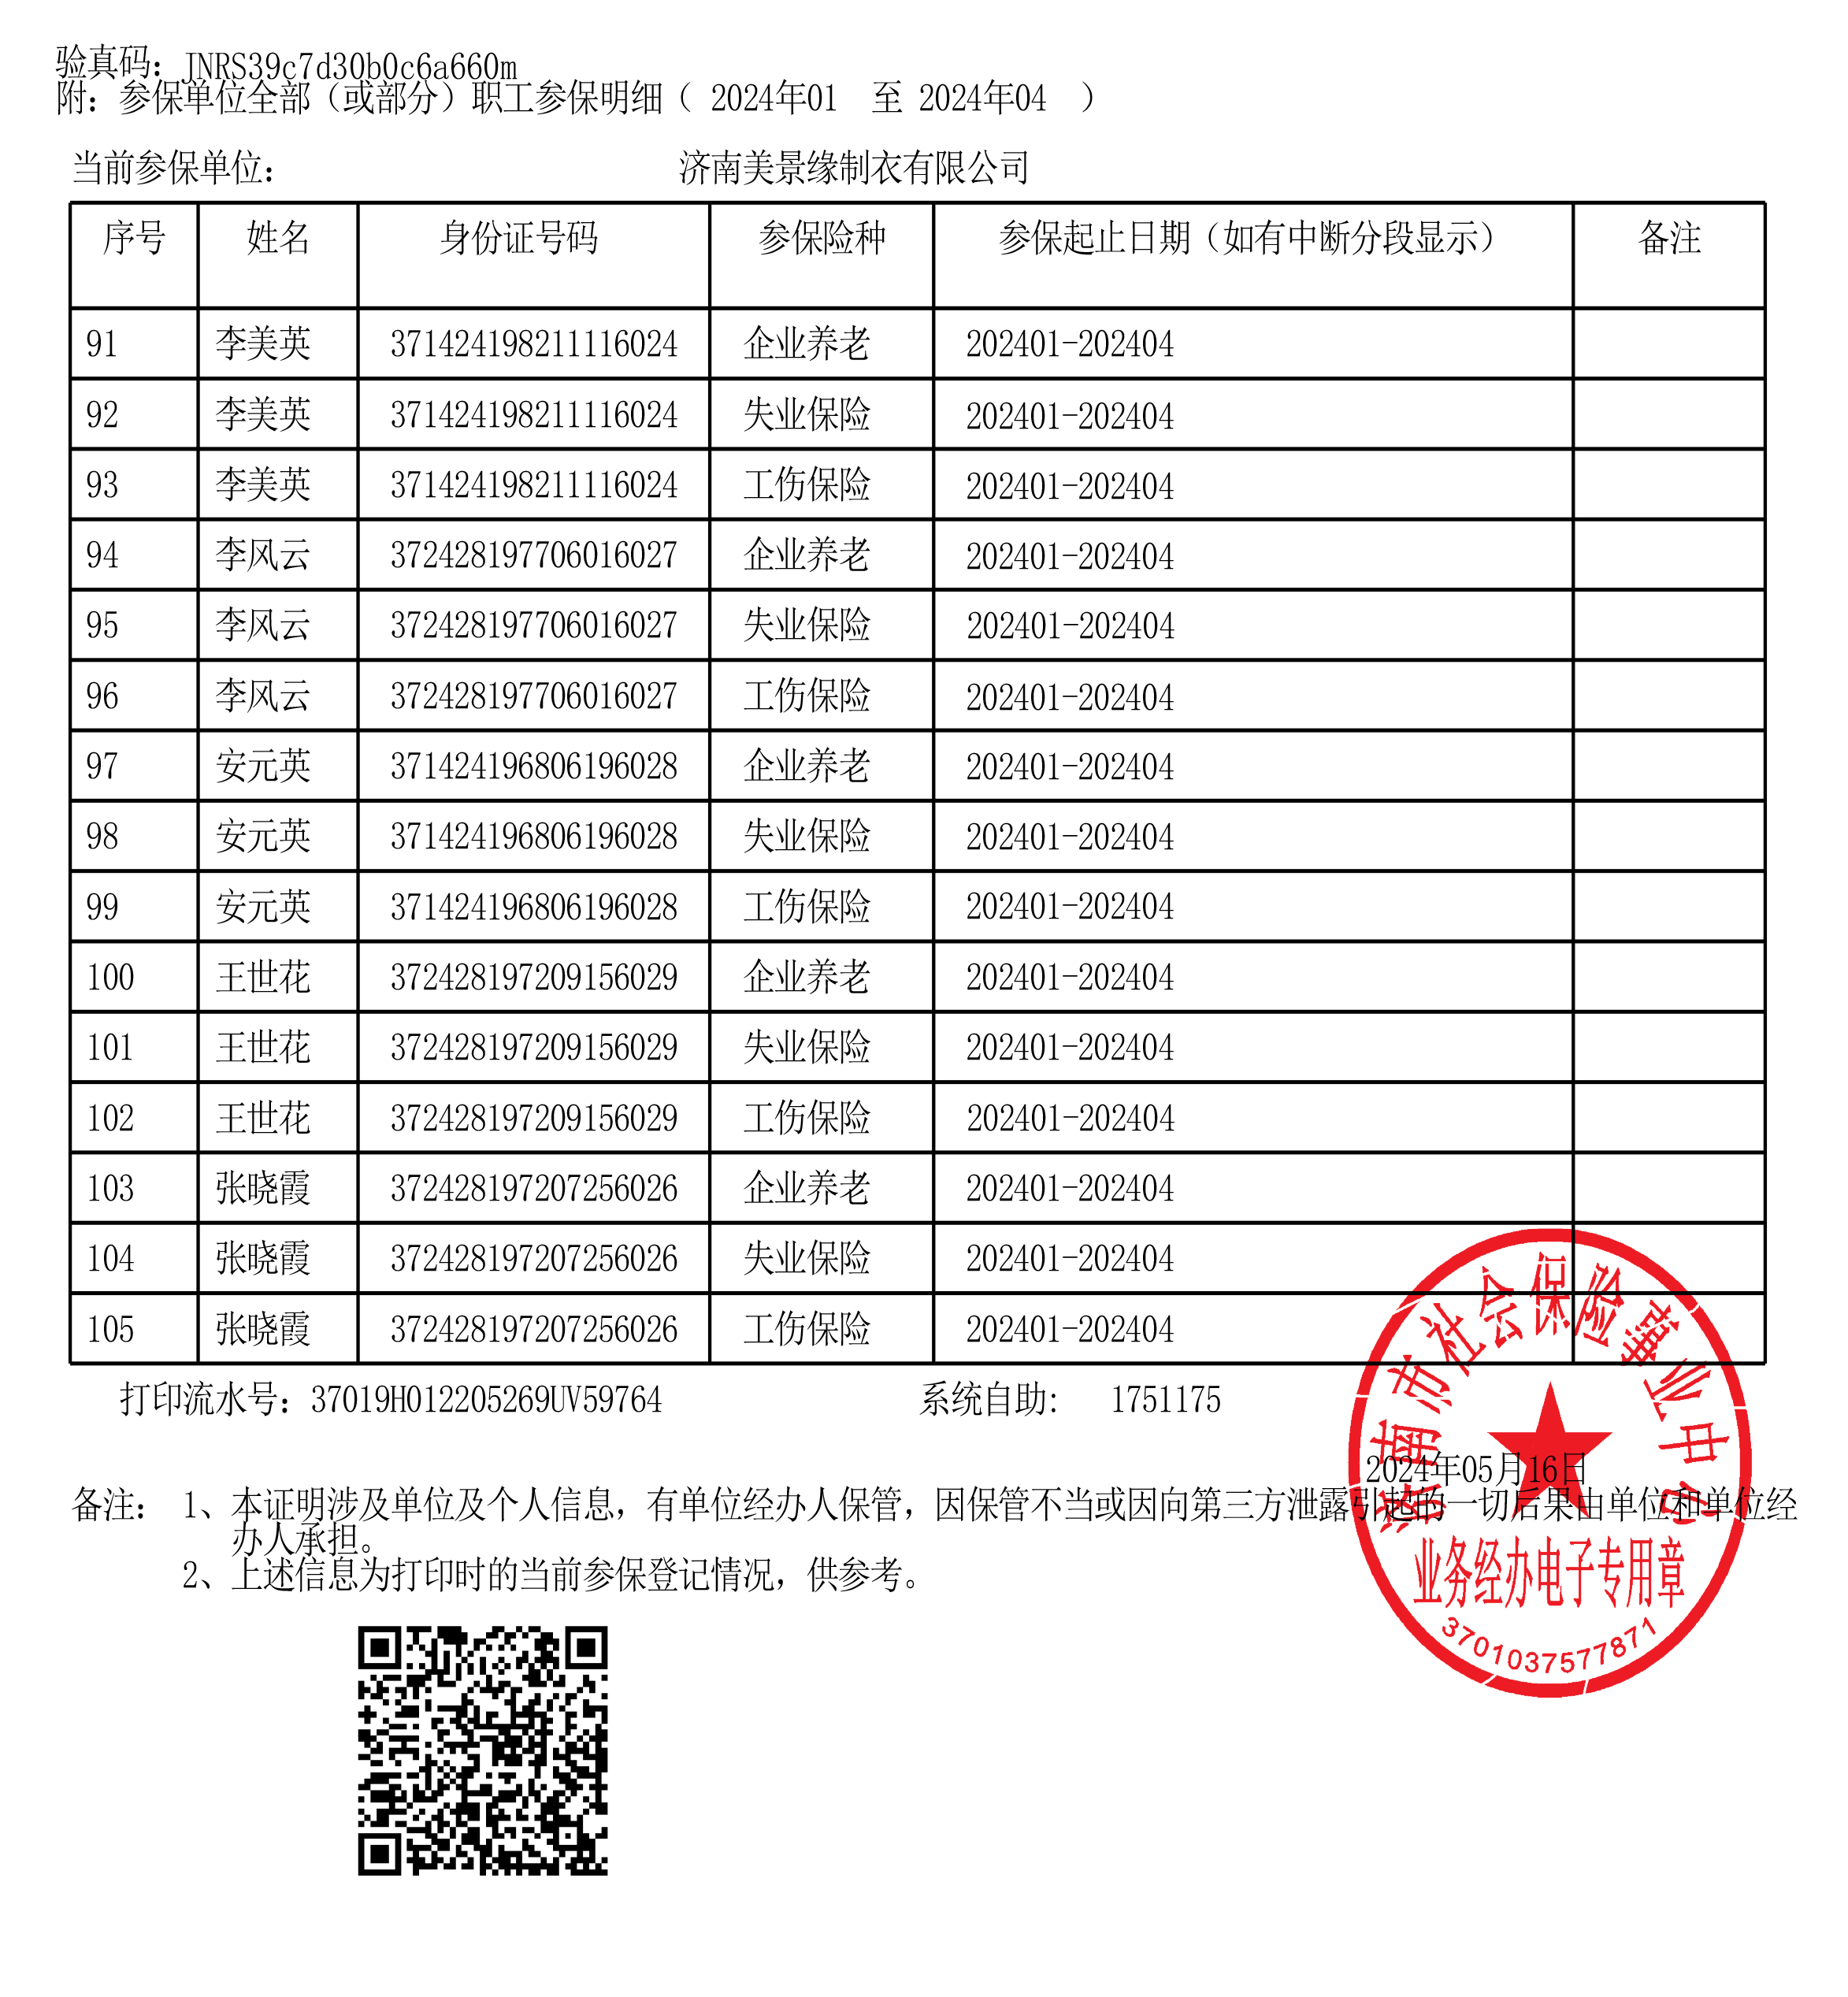 验真码：JNRS39c7d30b0c6a660m
附：参保单位全部（或部分）职工参保明细（ 2024年01 至 2024年04 ）
当前参保单位： 济南美景缘制衣有限公司
序号 姓名 身份证号码 参保险种 参保起止日期（如有中断分段显示） 备注
91 李美英 371424198211116024 企业养老 202401-202404
92 李美英 371424198211116024 失业保险 202401-202404
93 李美英 371424198211116024 工伤保险 202401-202404
94 李风云 372428197706016027 企业养老 202401-202404
95 李风云 372428197706016027 失业保险 202401-202404
96 李风云 372428197706016027 工伤保险 202401-202404
97 安元英 371424196806196028 企业养老 202401-202404
98 安元英 371424196806196028 失业保险 202401-202404
99 安元英 371424196806196028 工伤保险 202401-202404
100 王世花 372428197209156029 企业养老 202401-202404
101 王世花 372428197209156029 失业保险 202401-202404
102 王世花 372428197209156029 工伤保险 202401-202404
103 张晓霞 372428197207256026 企业养老 202401-202404
104 张晓霞 372428197207256026 失业保险 202401-202404
105 张晓霞 372428197207256026 工伤保险 202401-202404
打印流水号：37019H012205269UV59764 系统自助: 1751175
2024年05月16日
备注： 1、本证明涉及单位及个人信息，有单位经办人保管，因保管不当或因向第三方泄露引起的一切后果由单位和单位经
办人承担。
2、上述信息为打印时的当前参保登记情况，供参考。
济南市社会保险事业中心
业务经办电子专用章
3701037577871